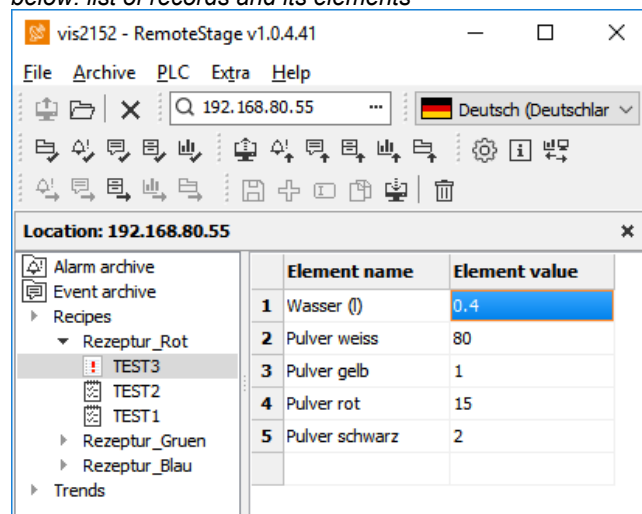 below: list of records and its elements
vis2152 - RemoteStage v1.0.4.41
File Archive PLC Extra Help
192.168.80.55 ... Deutsch (Deutschlar
Location: 192.168.80.55
Alarm archive
Event archive
Recipes
Rezeptur_Rot
TEST3
TEST2
TEST1
Rezeptur_Gruen
Rezeptur_Blau
Trends
Element name Element value
1 Wasser (l) 0.4
2 Pulver weiss 80
3 Pulver gelb 1
4 Pulver rot 15
5 Pulver schwarz 2